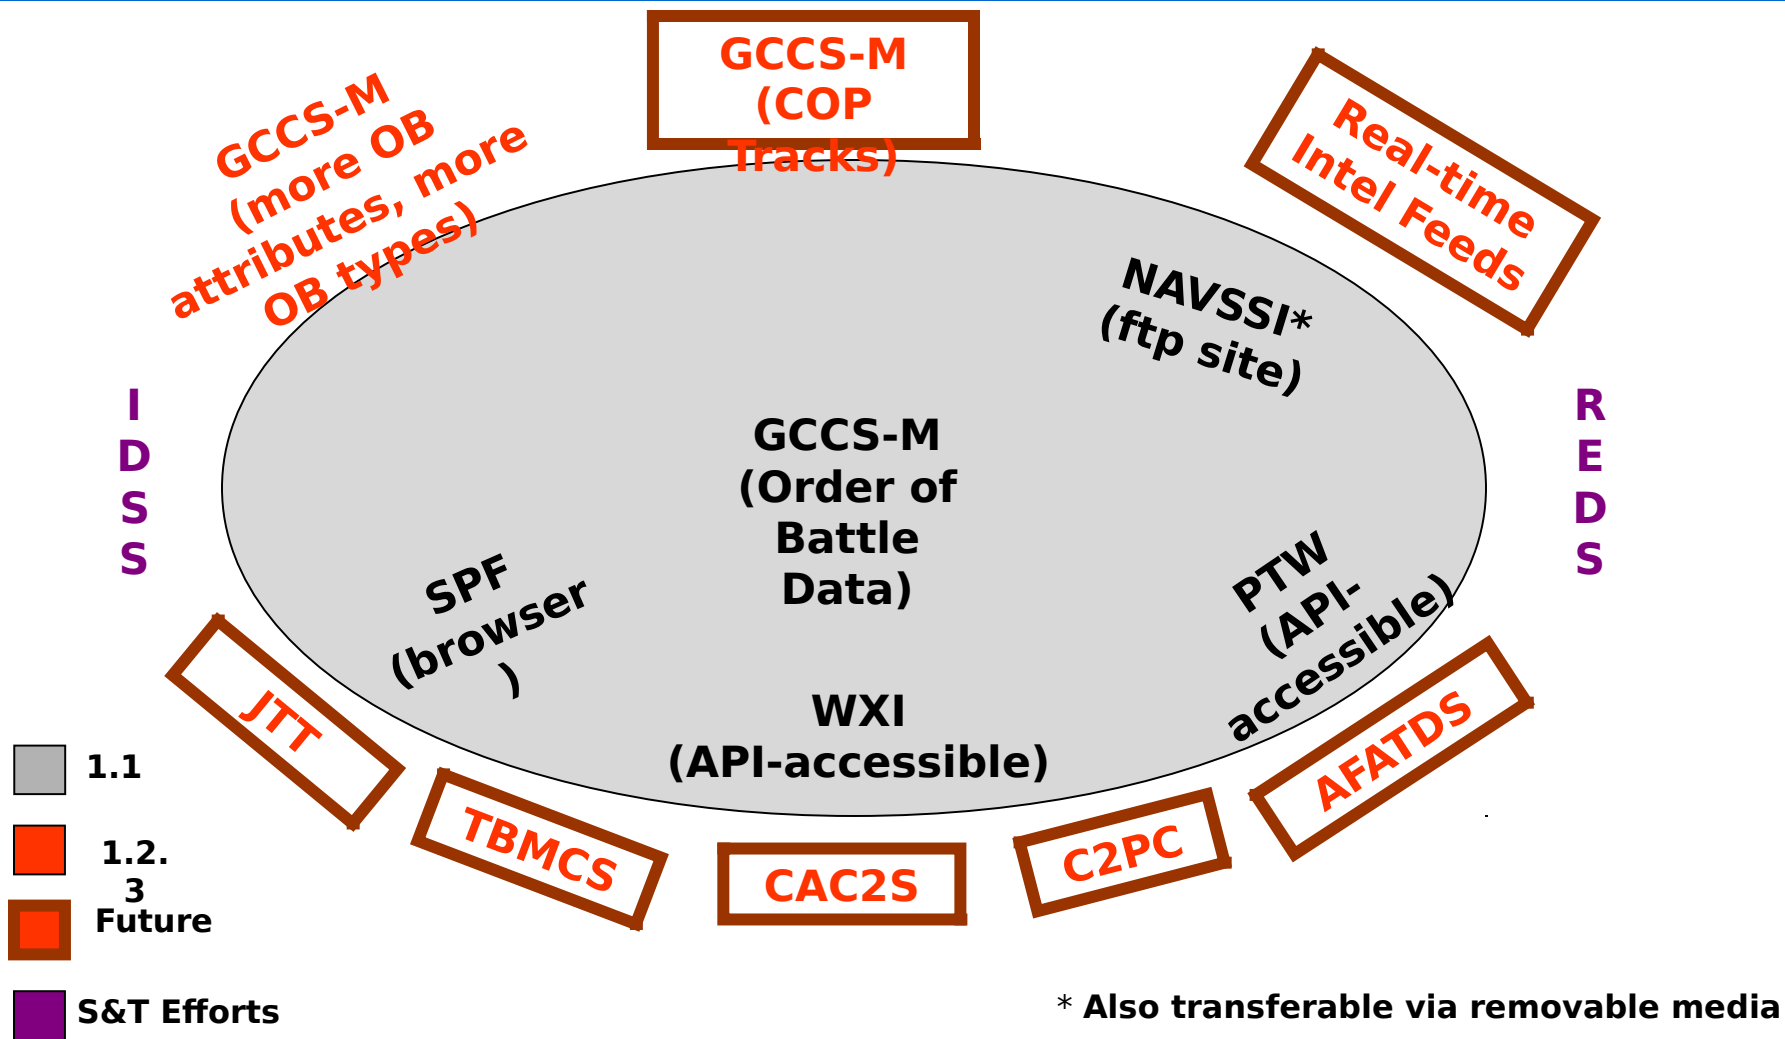 GCCS-M
(COP
Tracks)
GCCS-M
(more OB
attributes, more
OB types)
Real-time
Intel Feeds
NAVSSI*
(ftp site)
I
D
S
S
GCCS-M
(Order of
Battle
Data)
R
E
D
S
SPF
(browser
)
PTW
(API-
accessible)
WXI
(API-accessible)
JTT
TBMCS
CAC2S
C2PC
AFATDS
1.1
1.2.
3
Future
S&T Efforts
* Also transferable via removable media